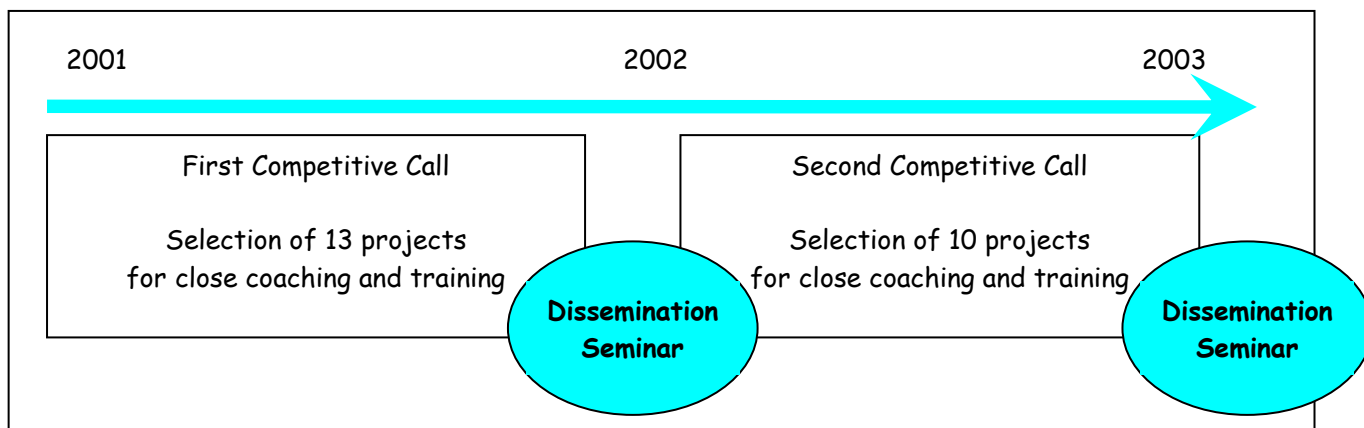 2001
2002
2003
First Competitive Call
Selection of 13 projects
for close coaching and training
Dissemination
Seminar
Second Competitive Call
Selection of 10 projects
for close coaching and training
Dissemination
Seminar